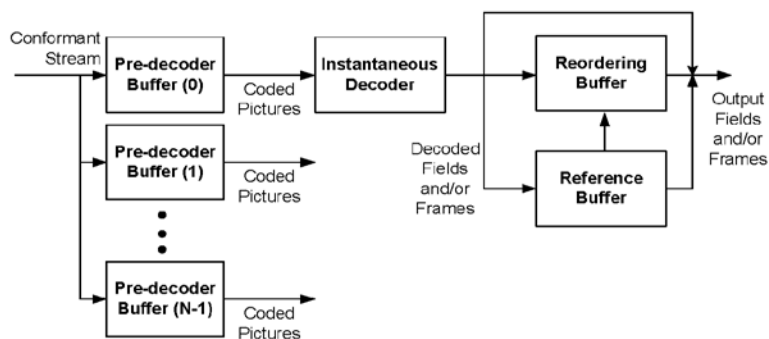 Conformant
Stream
Pre-decoder
Buffer (0)
Coded
Pictures
Instantaneous
Decoder
Reordering
Buffer
Output
Fields
and/or
Frames
Decoded
Fields
and/or
Frames
Reference
Buffer
Pre-decoder
Buffer (1)
Coded
Pictures
Pre-decoder
Buffer (N-1)
Coded
Pictures